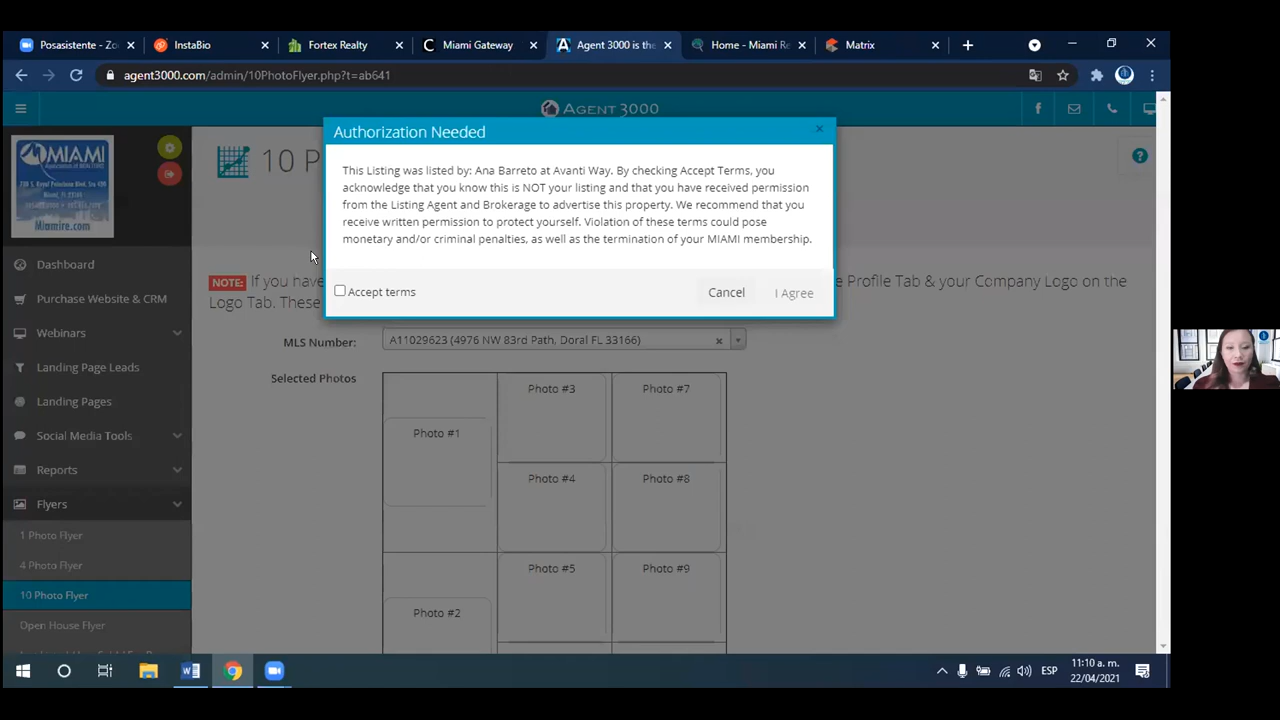 Posasistente - Zo
InstaBio
Fortex Realty
Miami Gateway
Agent 3000 is the
Home - Miami Re
Matrix
agent3000.com/admin/10PhotoFlyer.php?t=ab641
AGENT 3000
MIAMI
Miamire.com
10 P
Authorization Needed
This Listing was listed by: Ana Barreto at Avanti Way. By checking Accept Terms, you
acknowledge that you know this is NOT your listing and that you have received permission
from the Listing Agent and Brokerage to advertise this property. We recommend that you
receive written permission to protect yourself. Violation of these terms could pose
monetary and/or criminal penalties, as well as the termination of your MIAMI membership.
Accept terms
Cancel
I Agree
NOTE: If you have
e Profile Tab & your Company Logo on the
Logo Tab. These
MLS Number:
A11029623 (4976 NW 83rd Path, Doral FL 33166)
Selected Photos
Photo #1
Photo #2
Photo #3
Photo #4
Photo #5
Photo #7
Photo #8
Photo #9
Dashboard
Purchase Website & CRM
Webinars
Landing Page Leads
Landing Pages
Social Media Tools
Reports
Flyers
1 Photo Flyer
4 Photo Flyer
10 Photo Flyer
Open House Flyer
ESP
11:10 a. m.
22/04/2021